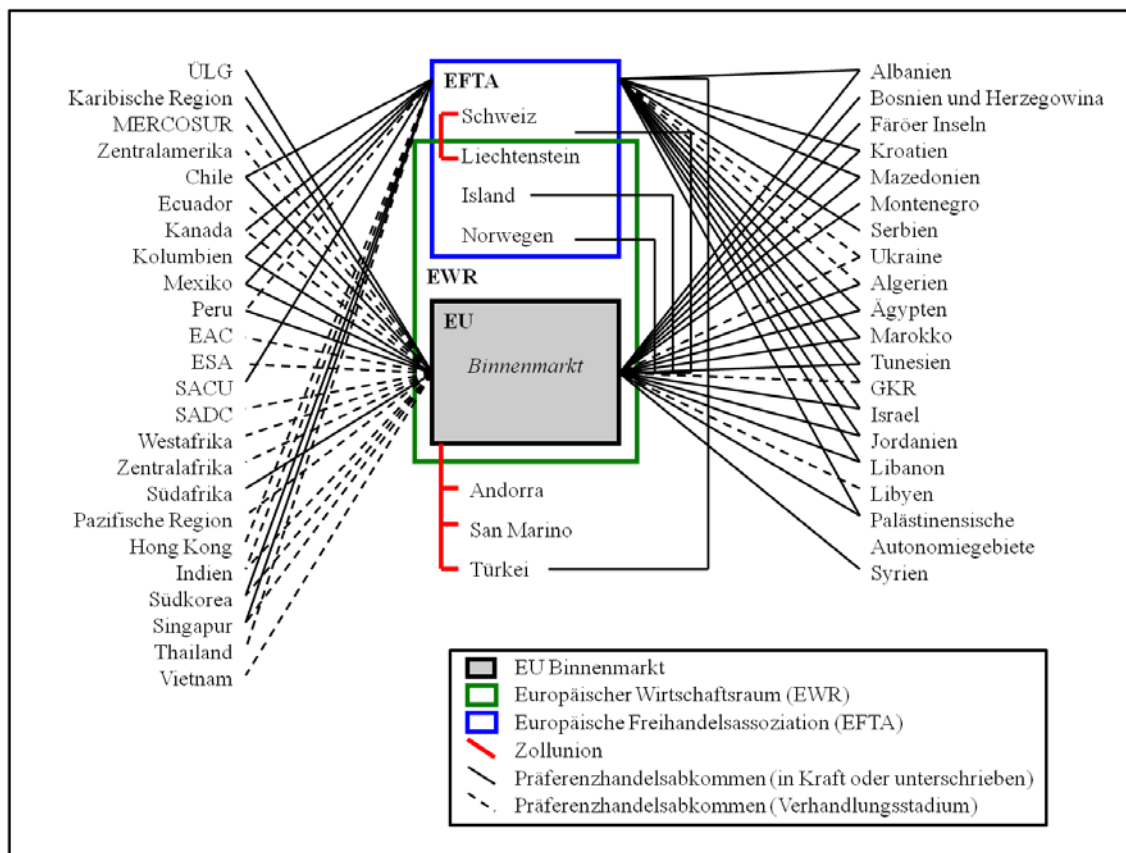 ÜLG
Karibische Region
MERCOSUR
Zentralamerika
Chile
Ecuador
Kanada
Kolumbien
Mexiko
Peru
EAC
ESA
SACU
SADC
Westafrika
Zentralafrika
Südafrika
Pazifische Region
Hong Kong
Indien
Südkorea
Singapur
Thailand
Vietnam
EFTA
Schweiz
Liechtenstein
Island
Norwegen
EWR
EU
Binnenmarkt
Andorra
San Marino
Türkei
Albanien
Bosnien und Herzegowina
Färöer Inseln
Kroatien
Mazedonien
Montenegro
Serbien
Ukraine
Algerien
Ägypten
Marokko
Tunesien
GKR
Israel
Jordanien
Libanon
Libyen
Palästinensische
Autonomiegebiete
Syrien
EU Binnenmarkt
Europäischer Wirtschaftsraum (EWR)
Europäische Freihandelsassoziation (EFTA)
Zollunion
Präferenzhandelsabkommen (in Kraft oder unterschrieben)
Präferenzhandelsabkommen (Verhandlungsstadium)